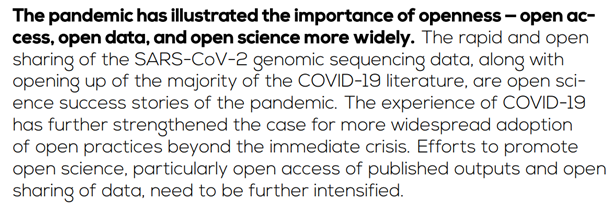 The pandemic has illustrated the importance of openness – open ac-
cess, open data, and open science more widely. The rapid and open
sharing of the SARS-CoV-2 genomic sequencing data, along with
opening up of the majority of the COVID-19 literature, are open sci-
ence success stories of the pandemic. The experience of COVID-19
has further strengthened the case for more widespread adoption
of open practices beyond the immediate crisis. Efforts to promote
open science, particularly open access of published outputs and open
sharing of data, need to be further intensified.